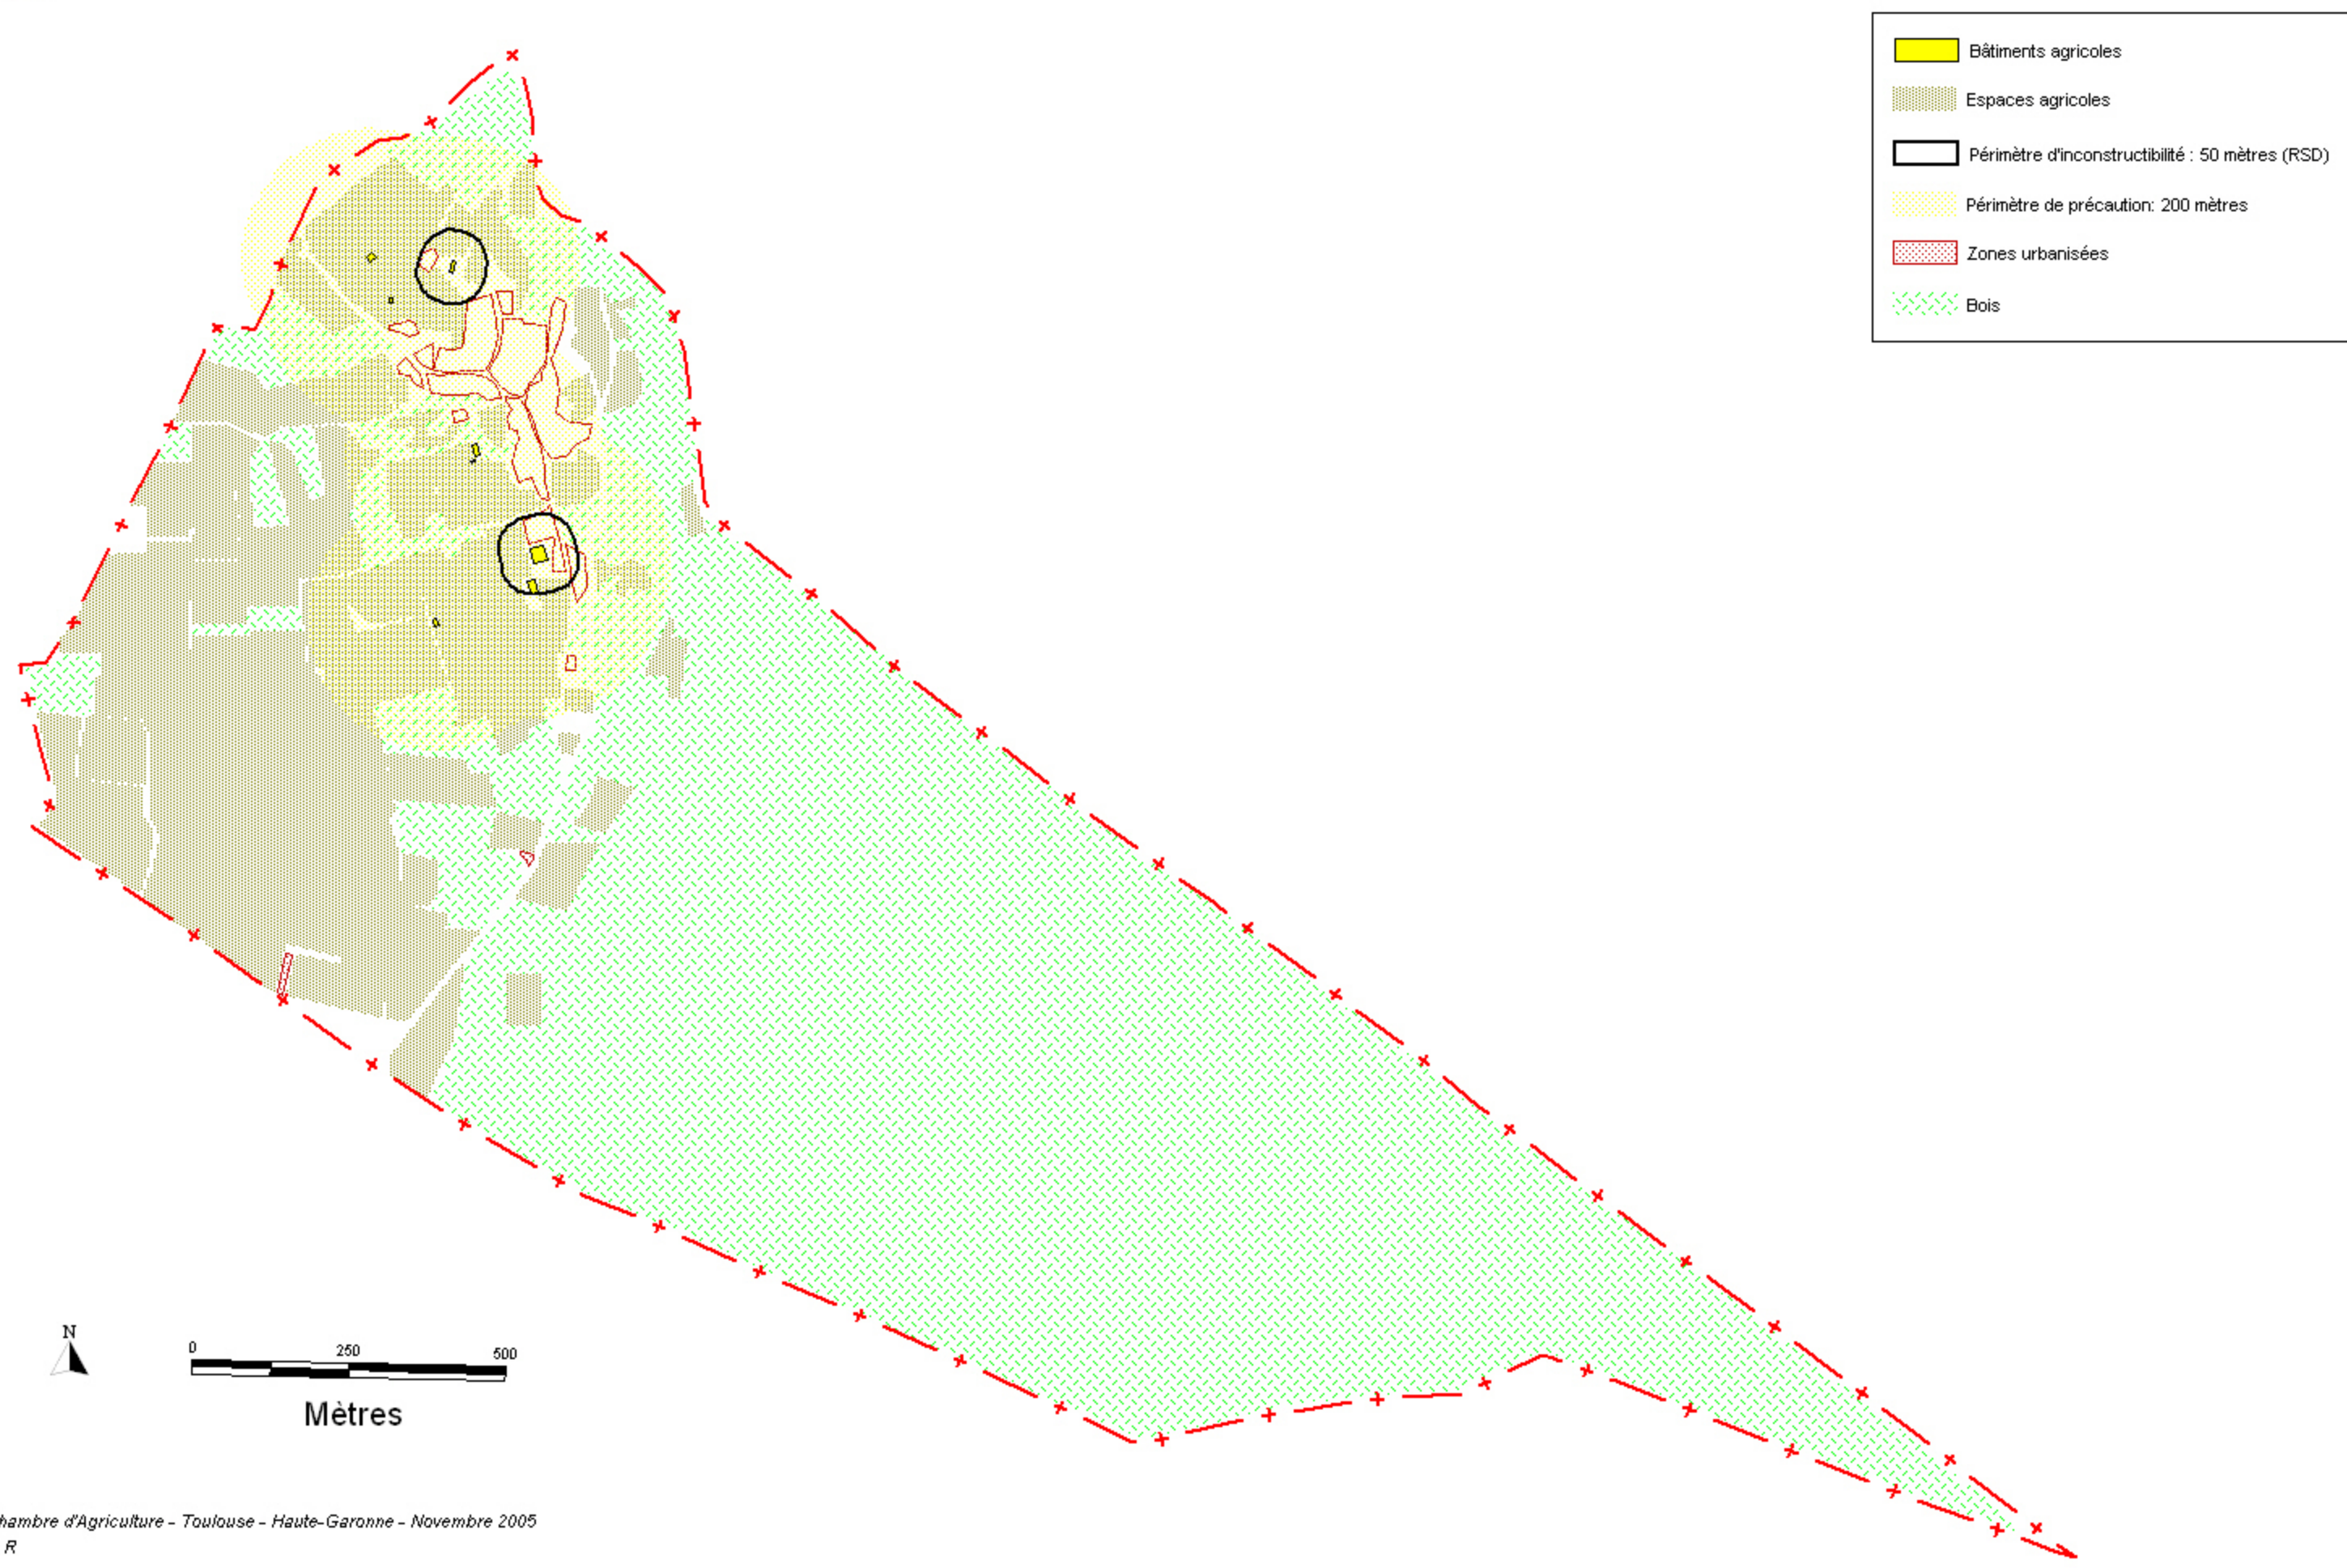 Bâtiments agricoles
Espaces agricoles
Périmètre d'inconstructibilité : 50 mètres (RSD)
Périmètre de précaution: 200 mètres
Zones urbanisées
Bois
N
0 250 500
Mètres
hambre d'Agriculture - Toulouse - Haute-Garonne - Novembre 2005
R